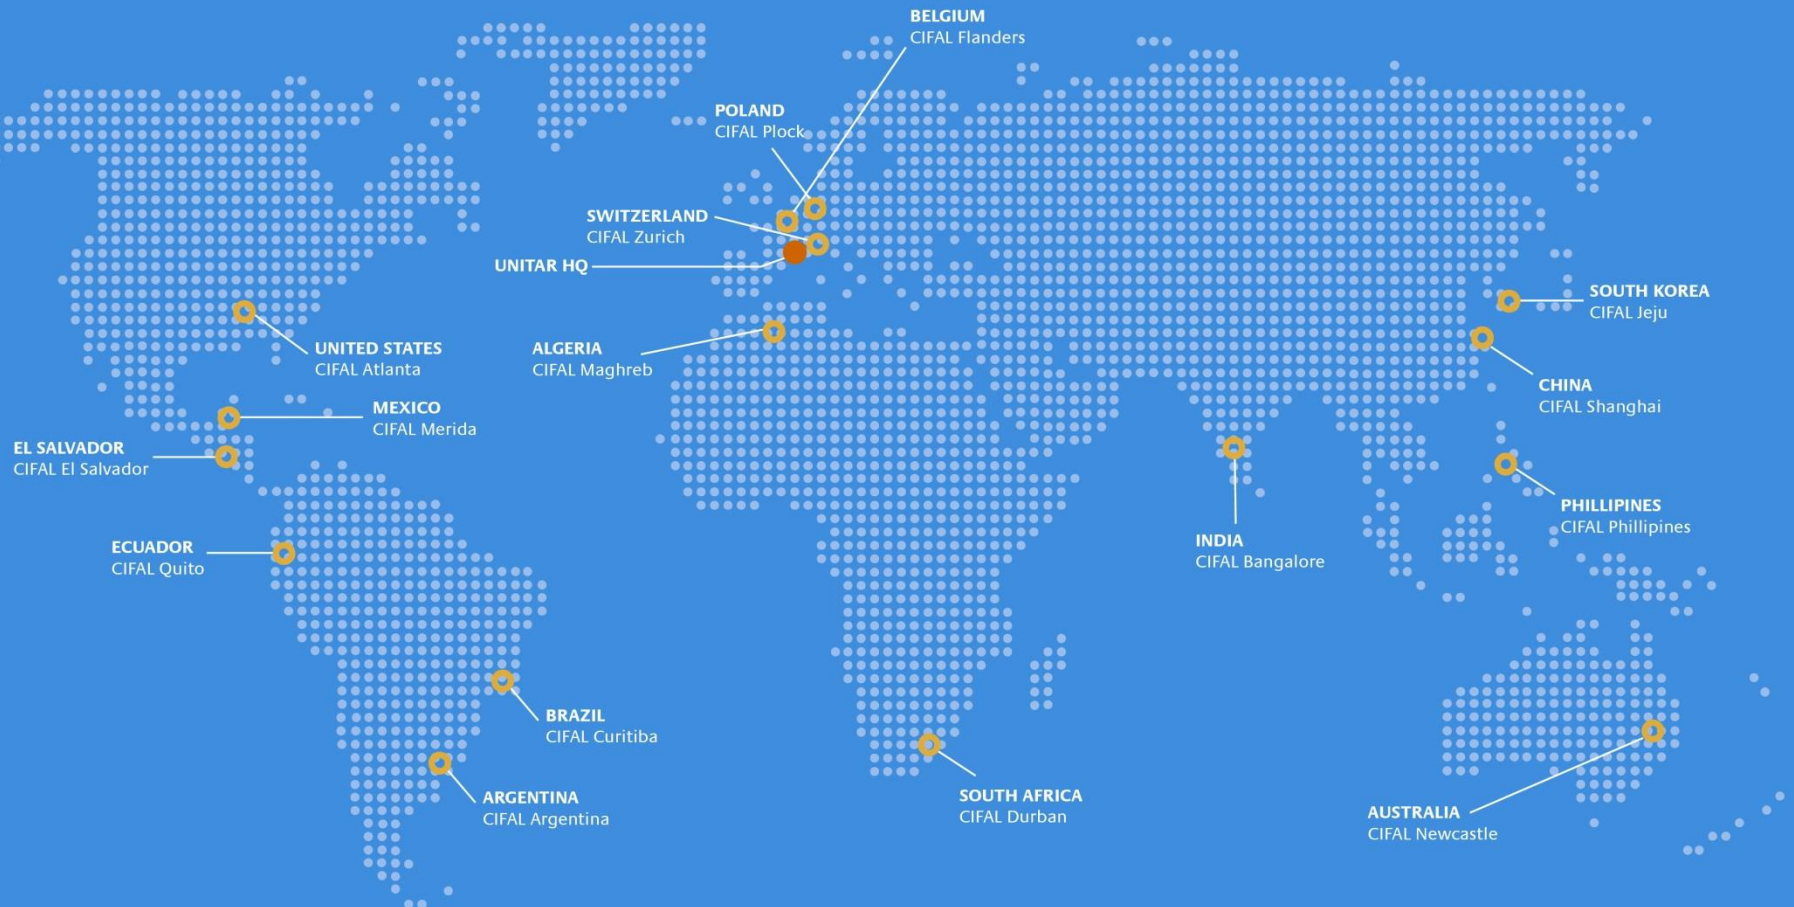 BELGIUM
CIFAL Flanders
POLAND
CIFAL Plock
SWITZERLAND
CIFAL Zurich
UNITAR HQ
SOUTH KOREA
CIFAL Jeju
UNITED STATES
CIFAL Atlanta
ALGERIA
CIFAL Maghreb
CHINA
CIFAL Shanghai
MEXICO
CIFAL Merida
EL SALVADOR
CIFAL El Salvador
PHILLIPINES
CIFAL Phillipines
INDIA
CIFAL Bangalore
ECUADOR
CIFAL Quito
BRAZIL
CIFAL Curitiba
ARGENTINA
CIFAL Argentina
SOUTH AFRICA
CIFAL Durban
AUSTRALIA
CIFAL Newcastle